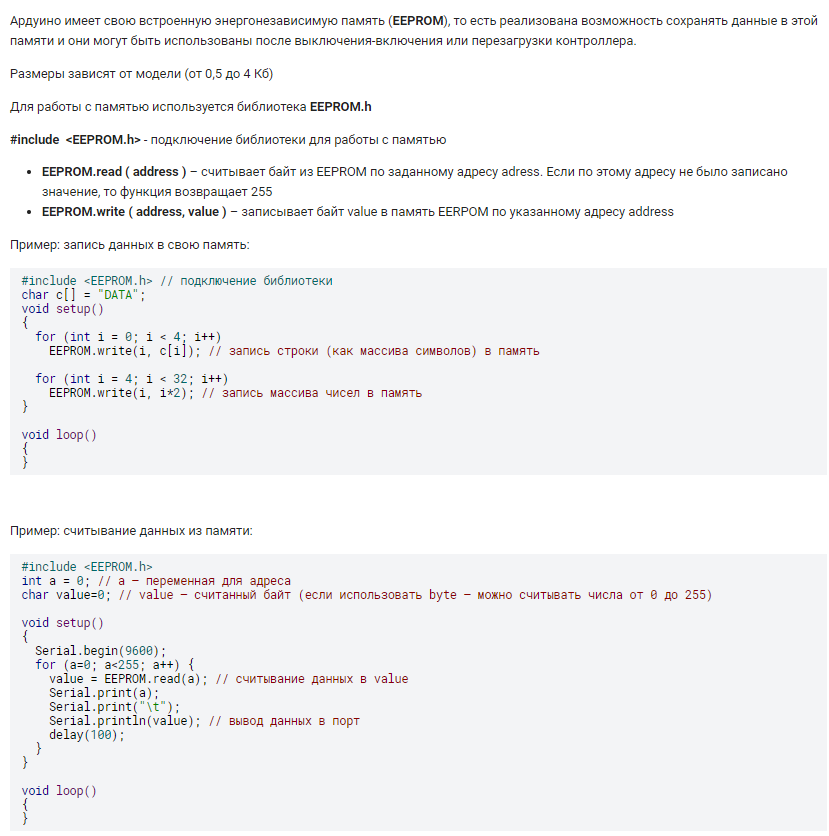 Ардуино имеет свою встроенную энергонезависимую память (EEPROM), то есть реализована возможность сохранять данные в этой
памяти и они могут быть использованы после выключения-включения или перезагрузки контроллера.
Размеры зависят от модели (от 0,5 до 4 Кб)
Для работы с памятью используется библиотека EEPROM.h
#include <EEPROM.h> - подключение библиотеки для работы с памятью
• EEPROM.read ( address ) – считывает байт из EEPROM по заданному адресу adress. Если по этому адресу не было записано
значение, то функция возвращает 255
• EEPROM.write ( address, value ) – записывает байт value в память EERPOM по указанному адресу address
Пример: запись данных в свою память:
#include <EEPROM.h> // подключение библиотеки
char c[] = "DATA";
void setup()
{
  for (int i = 0; i < 4; i++)
    EEPROM.write(i, c[i]); // запись строки (как массива символов) в память
  for (int i = 4; i < 32; i++)
    EEPROM.write(i, i*2); // запись массива чисел в память
}
void loop()
{
}
Пример: считывание данных из памяти:
#include <EEPROM.h>
int a = 0; // a – переменная для адреса
char value=0; // value – считанный байт (если использовать byte – можно считывать числа от 0 до 255)
void setup()
{
  Serial.begin(9600);
  for (a=0; a<255; a++) {
    value = EEPROM.read(a); // считывание данных в value
    Serial.print(a);
    Serial.print("\t");
    Serial.println(value); // вывод данных в порт
    delay(100);
  }
}
void loop()
{
}